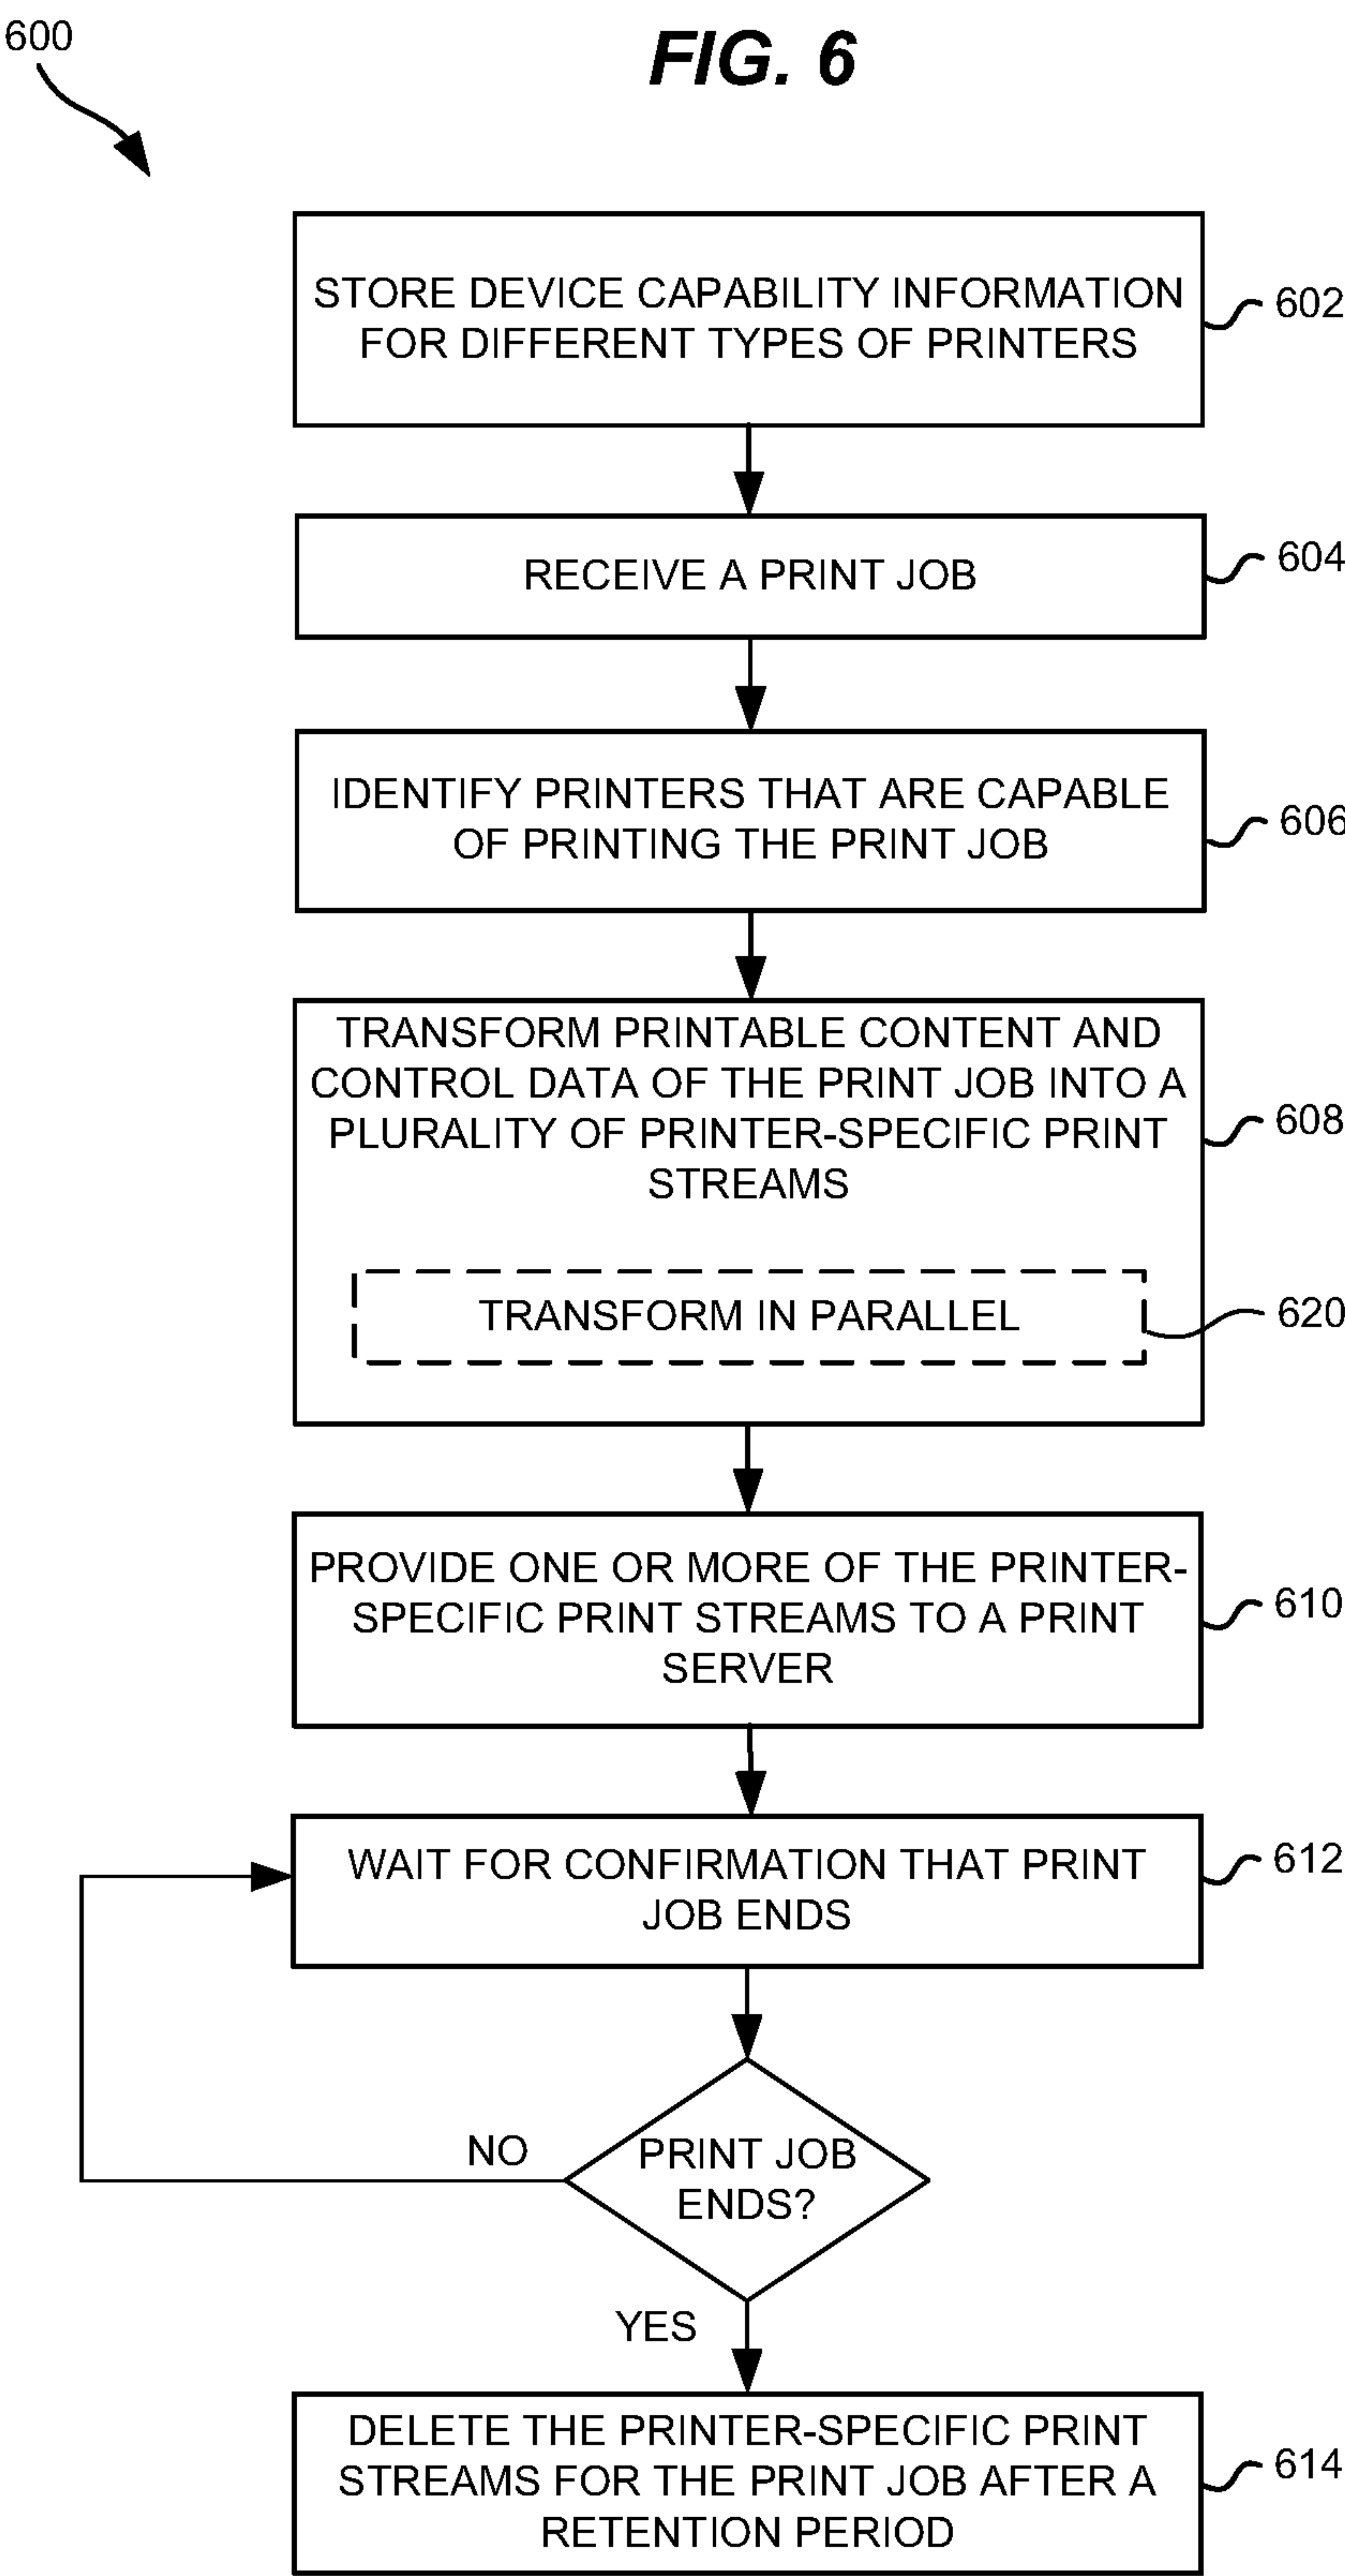 600
FIG. 6
STORE DEVICE CAPABILITY INFORMATION
FOR DIFFERENT TYPES OF PRINTERS
602
RECEIVE A PRINT JOB
604
IDENTIFY PRINTERS THAT ARE CAPABLE
OF PRINTING THE PRINT JOB
606
TRANSFORM PRINTABLE CONTENT AND
CONTROL DATA OF THE PRINT JOB INTO A
PLURALITY OF PRINTER-SPECIFIC PRINT
STREAMS
608
TRANSFORM IN PARALLEL
620
PROVIDE ONE OR MORE OF THE PRINTER-
SPECIFIC PRINT STREAMS TO A PRINT
SERVER
610
WAIT FOR CONFIRMATION THAT PRINT
JOB ENDS
612
NO
PRINT JOB
ENDS?
YES
DELETE THE PRINTER-SPECIFIC PRINT
STREAMS FOR THE PRINT JOB AFTER A
RETENTION PERIOD
614